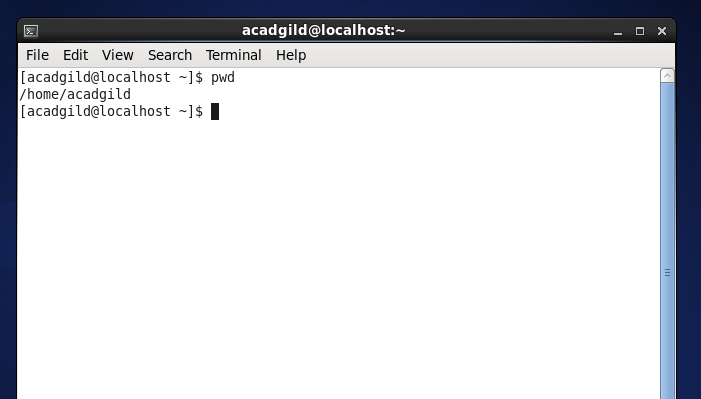 acadgild@localhost:~
File Edit View Search Terminal Help
[acadgild@localhost ~]$ pwd
/home/acadgild
[acadgild@localhost ~]$